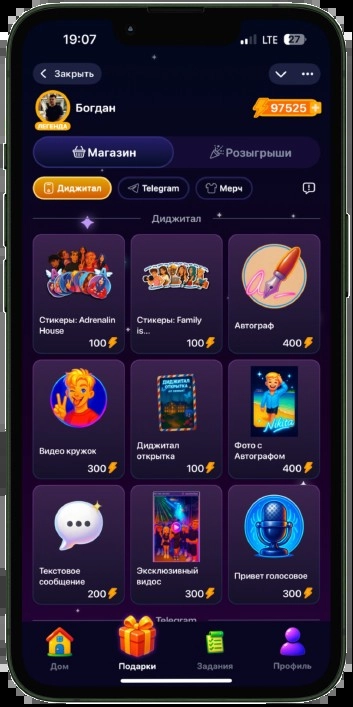 19:07
LTE 27
Закрыть
Богдан
97525 +
ЛЕГЕНДА
Магазин
Розыгрыши
Диджитал
Telegram
Мерч
Диджитал
Стикеры: Adrenalin
House
100
Стикеры: Family
is...
100
Автограф
400
Видео кружок
300
ДИДЖИТАЛ
ОТКРЫТКА
Диджитал
открытка
100
Nikita
Фото с
Автографом
400
Текстовое
сообщение
200
Эксклюзивный
видос
300
Привет голосовое
300
Telegram
Дом
Подарки
Задания
Профиль